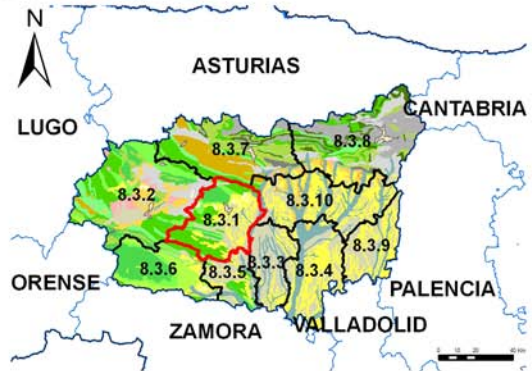 N
ASTURIAS
CANTABRIA
LUGO
8.3.7
8.3.8
8.3.2
8.3.1
8.3.10
8.3.6
8.3.5
8.3.3
8.3.4
8.3.9
ORENSE
PALENCIA
ZAMORA
VALLADOLID